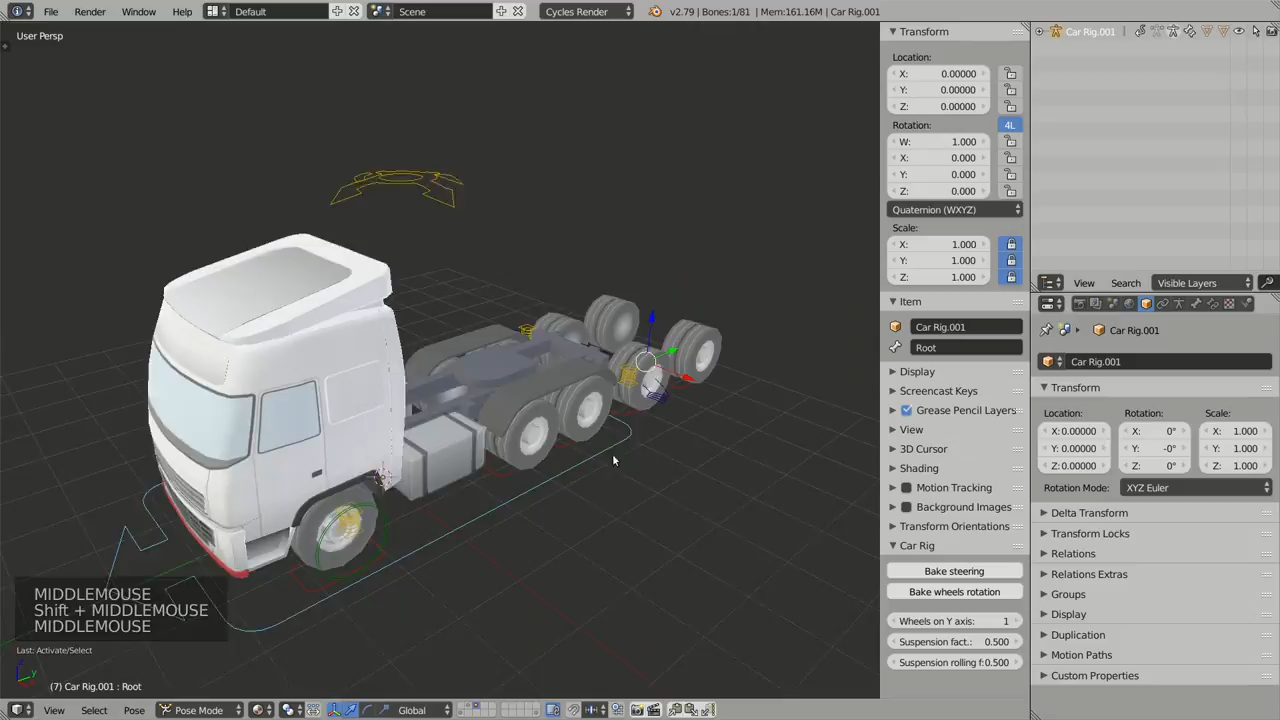 File Render Window Help Default Scene Cycles Render v2.79 | Bones:1/81 | Mem:161.16M | Car Rig.001
User Persp
Transform
Location:
X: 0.00000
Y: 0.00000
Z: 0.00000
Rotation: 4L
W: 1.000
X: 0.000
Y: 0.000
Z: 0.000
Quaternion (WXYZ)
Scale:
X: 1.000
Y: 1.000
Z: 1.000
Item
Car Rig.001
Root
Display
Screencast Keys
Grease Pencil Layers
View
3D Cursor
Shading
Motion Tracking
Background Images
Transform Orientations
Car Rig
Bake steering
Bake wheels rotation
Wheels on Y axis: 1
Suspension fact.: 0.500
Suspension rolling f:0.500
Car Rig.001
View Search Visible Layers
Car Rig.001
Car Rig.001
Transform
Location: Rotation: Scale:
X: 0.00000 X: 0° X: 1.000
Y: 0.00000 Y: -0° Y: 1.000
Z: 0.00000 Z: 0° Z: 1.000
Rotation Mode: XYZ Euler
Delta Transform
Transform Locks
Relations
Relations Extras
Groups
Display
Duplication
Motion Paths
Custom Properties
MIDDLEMOUSE
Shift + MIDDLEMOUSE
MIDDLEMOUSE
Last: Activate/Select
(7) Car Rig.001 : Root
View Select Pose Pose Mode Global